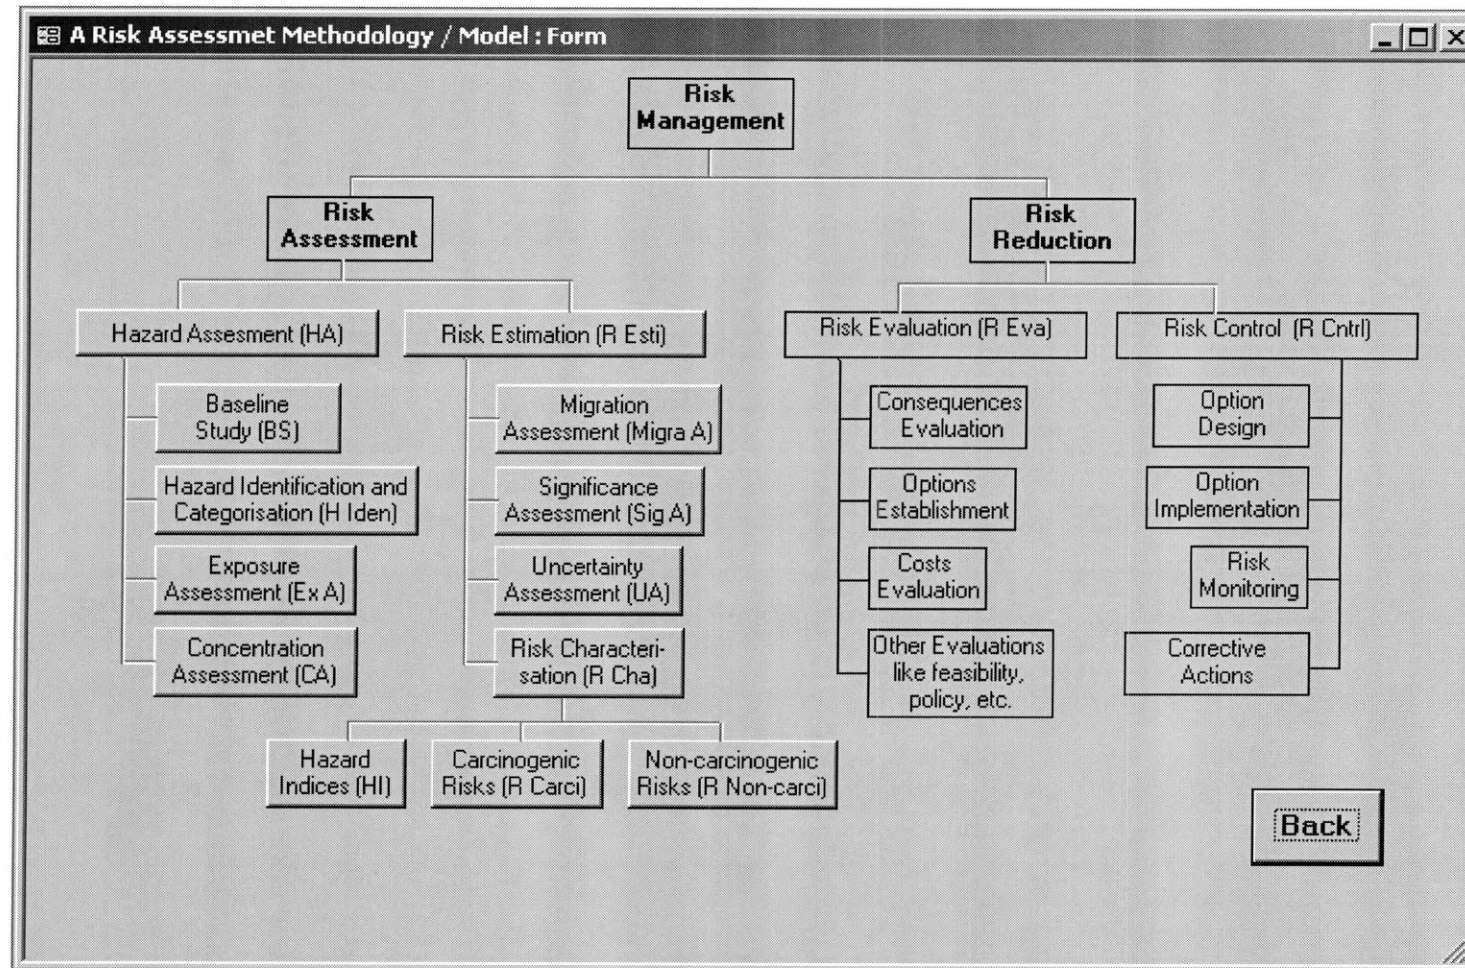 A Risk Assessmet Methodology / Model : Form
Risk
Management
Risk
Assessment
Risk
Reduction
Hazard Assesment (HA)
Risk Estimation (R Esti)
Risk Evaluation (R Eva)
Risk Control (R Cntrl)
Baseline
Study (BS)
Migration
Assessment (Migra A)
Consequences
Evaluation
Option
Design
Hazard Identification and
Categorisation (H Iden)
Significance
Assessment (Sig A)
Options
Establishment
Option
Implementation
Exposure
Assessment (Ex A)
Uncertainty
Assessment (UA)
Costs
Evaluation
Risk
Monitoring
Concentration
Assessment (CA)
Risk Characteri-
sation (R Cha)
Other Evaluations
like feasibility,
policy, etc.
Corrective
Actions
Hazard
Indices (HI)
Carcinogenic
Risks (R Carci)
Non-carcinogenic
Risks (R Non-carci)
Back